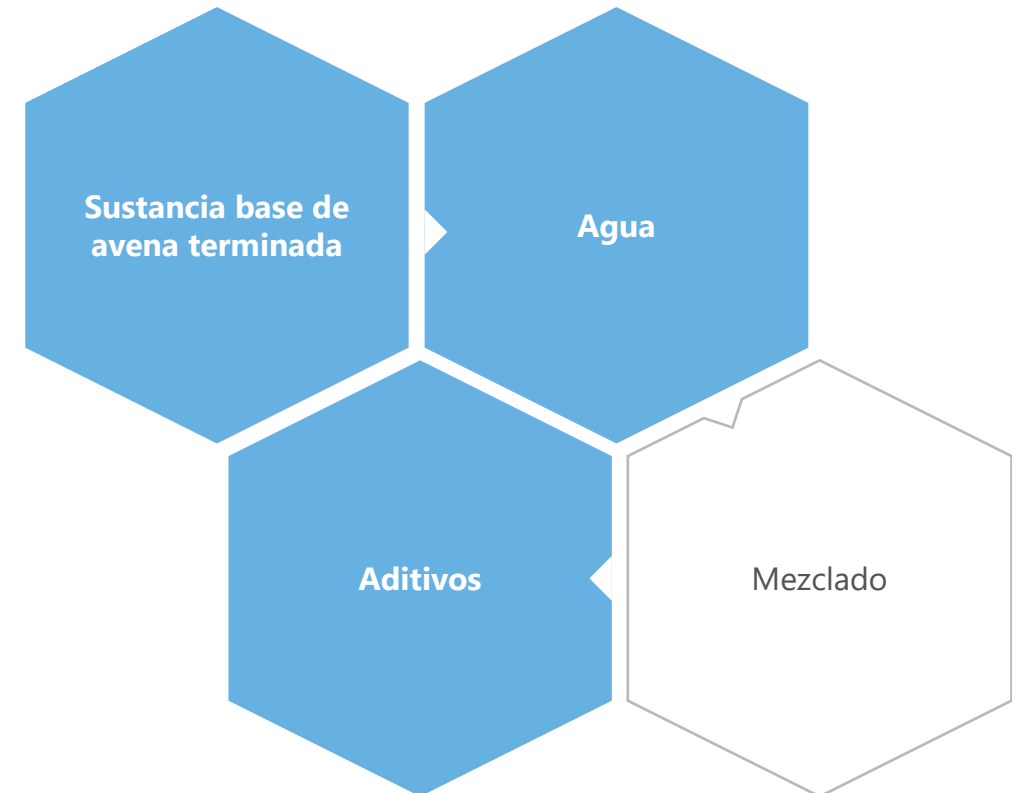 Sustancia base de
avena terminada
Agua
Aditivos
Mezclado